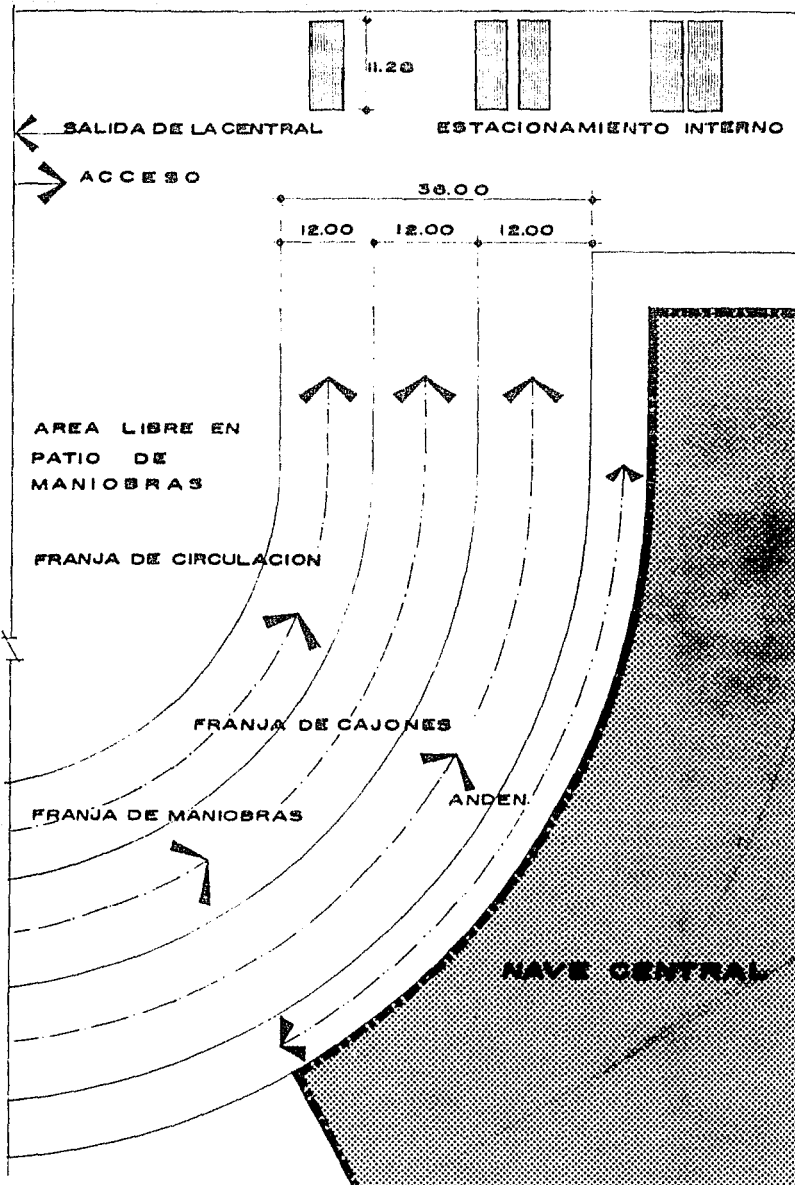 11.20
SALIDA DE LA CENTRAL
ESTACIONAMIENTO INTERNO
ACCESO
36.00
12.00 12.00 12.00
AREA LIBRE EN
PATIO DE
MANIOBRAS
FRANJA DE CIRCULACION
FRANJA DE CAJONES
FRANJA DE MANIOBRAS
ANDEN.
NAVE CENTRAL